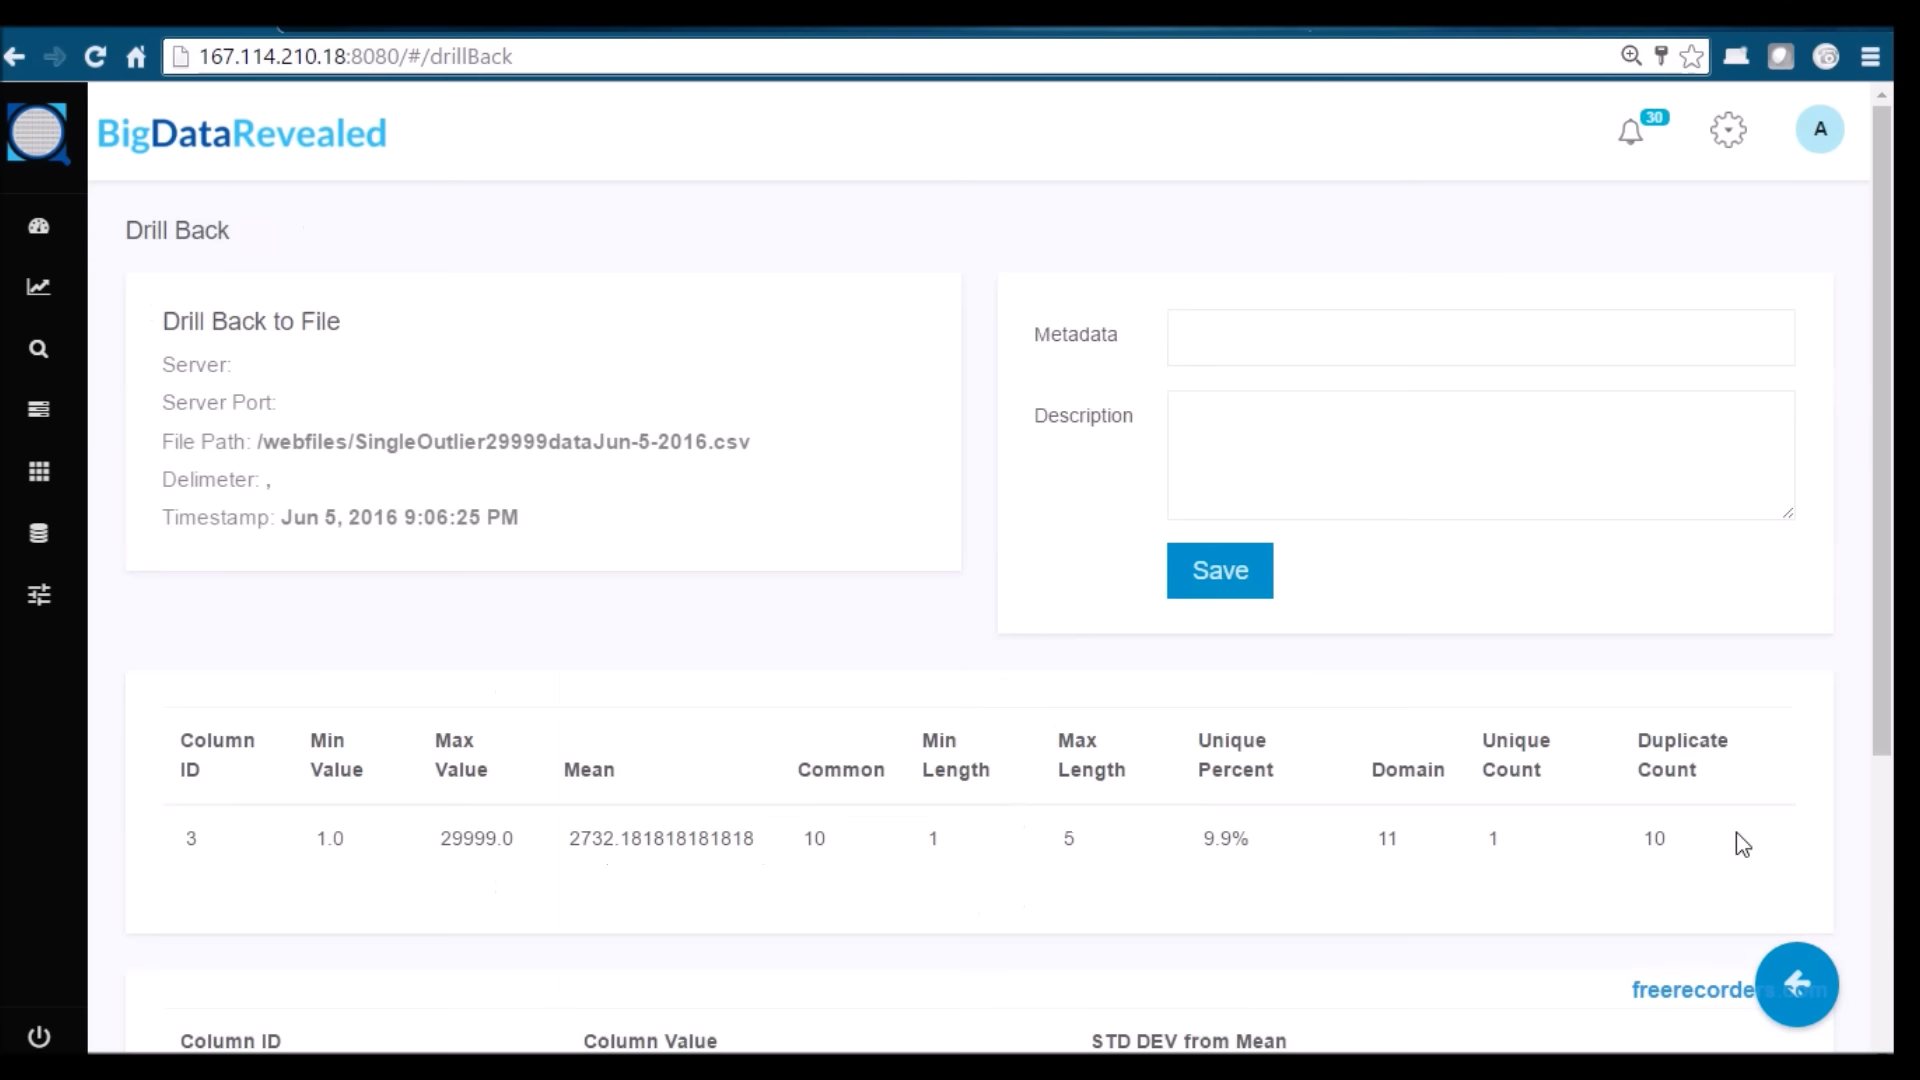 167.114.210.18:8080/#/drillBack
BigDataRevealed
30
A
Drill Back
Drill Back to File
Server:
Server Port:
File Path: /webfiles/SingleOutlier29999dataJun-5-2016.csv
Delimeter: ,
Timestamp: Jun 5, 2016 9:06:25 PM
Metadata
Description
Save
Column ID Min Value Max Value Mean Common Min Length Max Length Unique Percent Domain Unique Count Duplicate Count
3 1.0 29999.0 2732.181818181818 10 1 5 9.9% 11 1 10
freerecorders.com
Column ID Column Value STD DEV from Mean